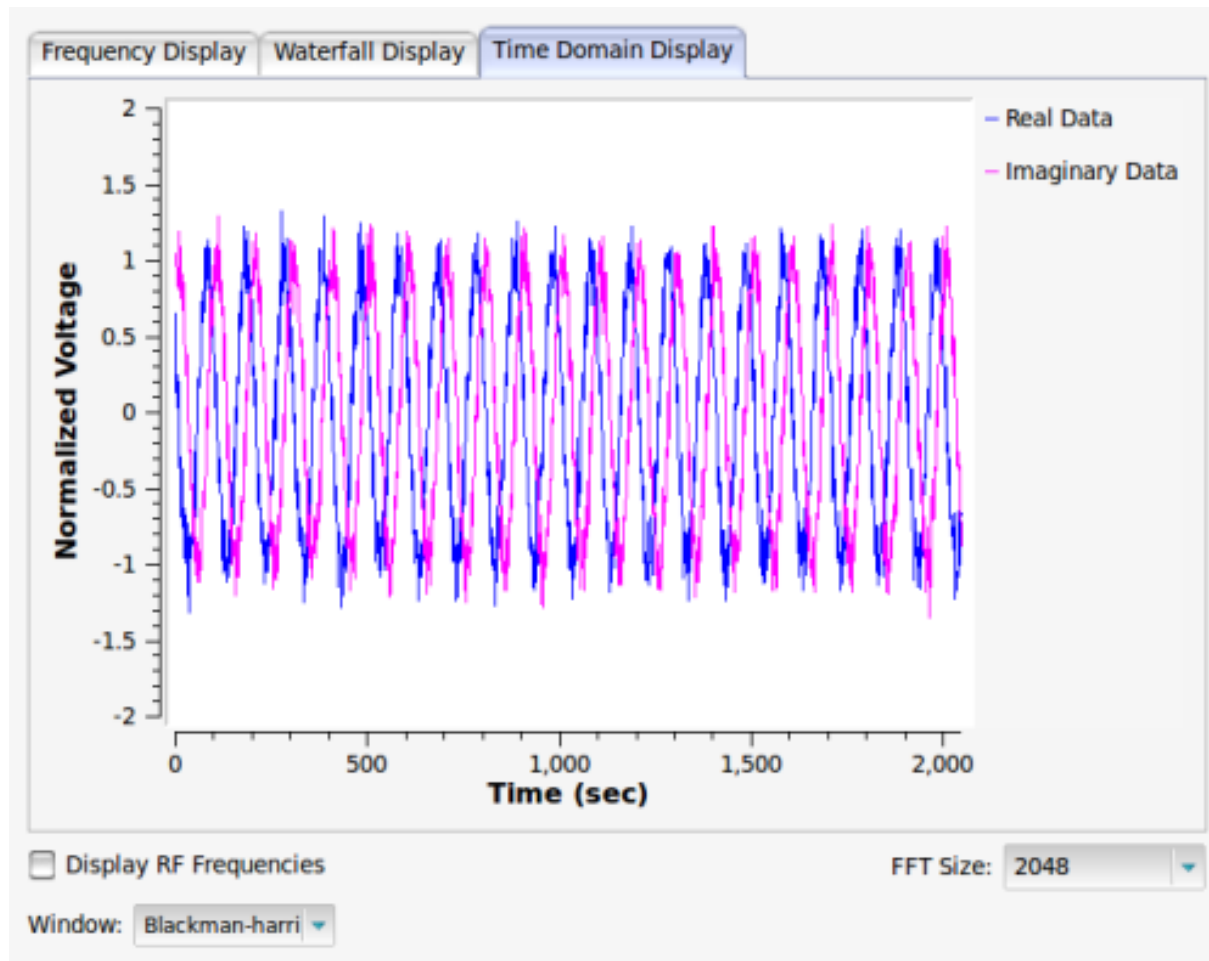 Frequency Display Waterfall Display Time Domain Display
2
1.5
1
0.5
0
-0.5
-1
-1.5
-2
Normalized Voltage
0 500 1,000 1,500 2,000
Time (sec)
Real Data
Imaginary Data
Display RF Frequencies
FFT Size: 2048
Window: Blackman-harri